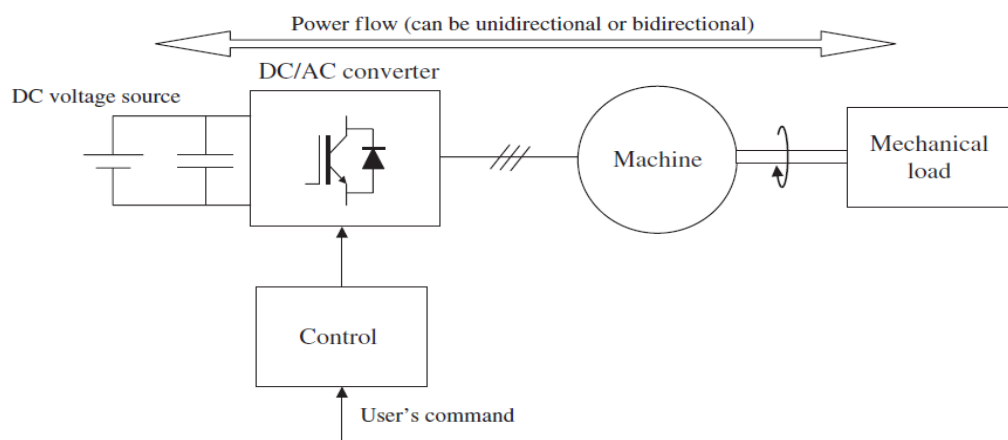 Power flow (can be unidirectional or bidirectional)
DC/AC converter
DC voltage source
Machine
Mechanical
load
Control
User's command